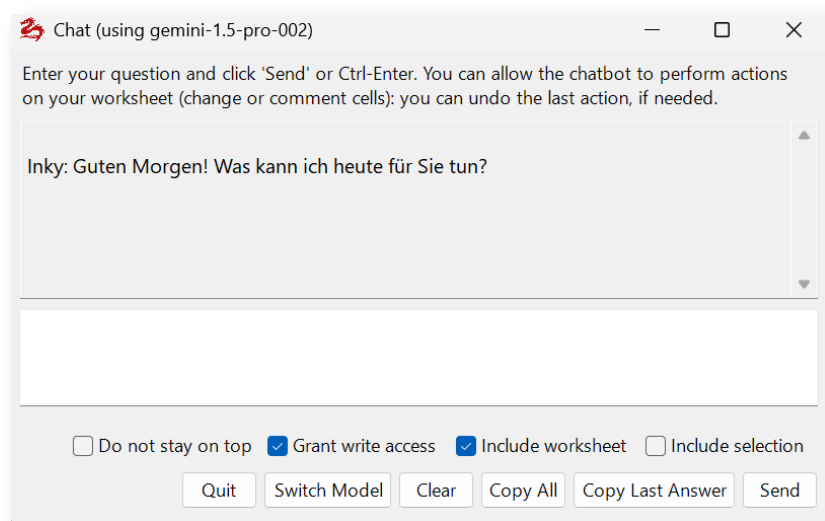 Chat (using gemini-1.5-pro-002)
Enter your question and click 'Send' or Ctrl-Enter. You can allow the chatbot to perform actions
on your worksheet (change or comment cells): you can undo the last action, if needed.
Inky: Guten Morgen! Was kann ich heute für Sie tun?
Do not stay on top Grant write access Include worksheet Include selection
Quit Switch Model Clear Copy All Copy Last Answer Send